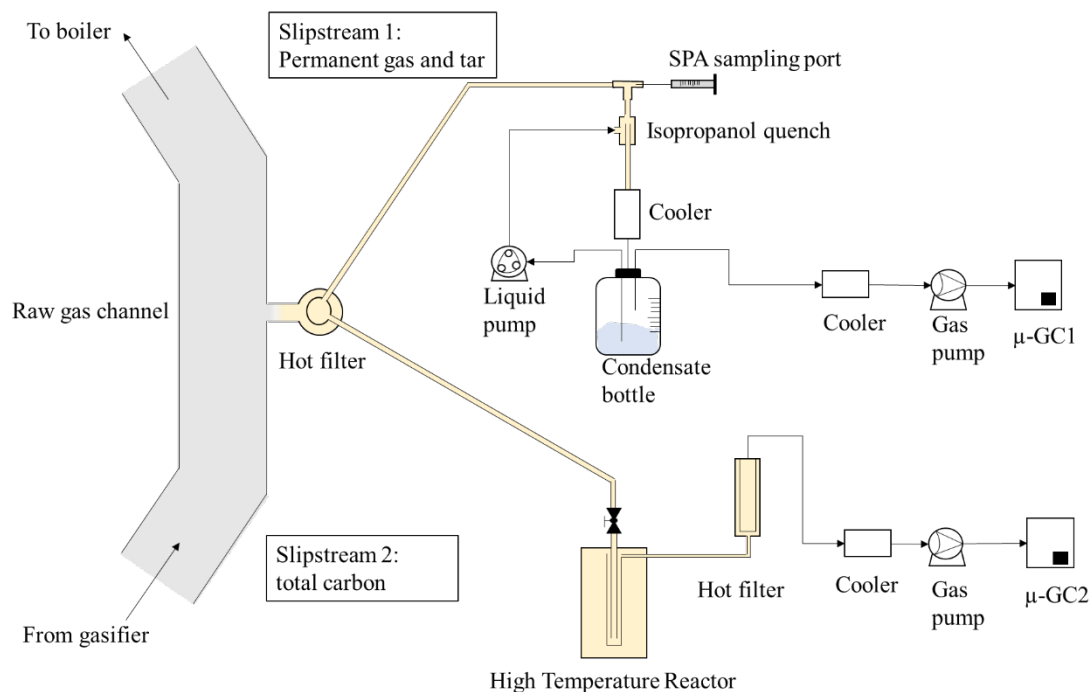 To boiler
Slipstream 1:
Permanent gas and tar
SPA sampling port
Isopropanol quench
Cooler
Raw gas channel
Hot filter
Liquid
pump
Condensate
bottle
Cooler
Gas
pump
µ-GC1
Slipstream 2:
total carbon
From gasifier
Hot filter
Cooler
Gas
pump
µ-GC2
High Temperature Reactor